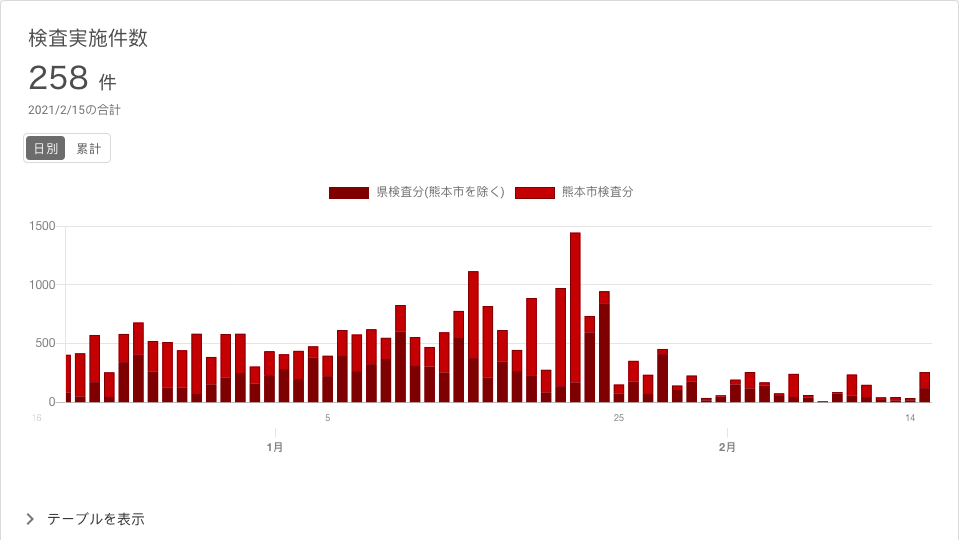 検査実施件数
258 件
2021/2/15の合計
日別 累計
県検査分(熊本市を除く) 熊本市検査分
1500
1000
500
0
16 5 25 14
1月 2月
テーブルを表示